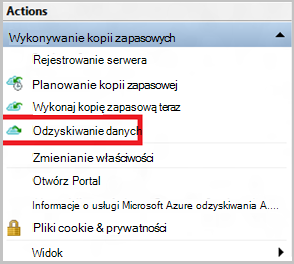 Actions
Wykonywanie kopii zapasowych
Rejestrowanie serwera
Planowanie kopii zapasowej
Wykonaj kopię zapasową teraz
Odzyskiwanie danych
Zmienianie właściwości
Otwórz Portal
Informacje o usługi Microsoft Azure odzyskiwania A....
Pliki cookie & prywatności
Widok